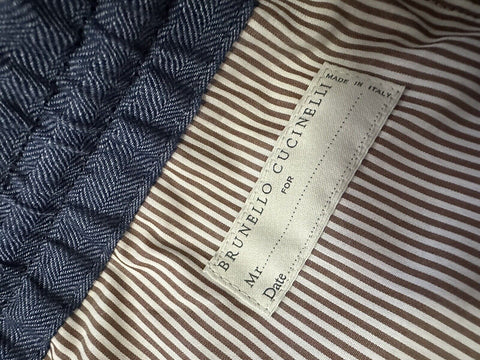 MADE IN ITALY
BRUNELLO CUCINELLI
FOR
Mr.
Date